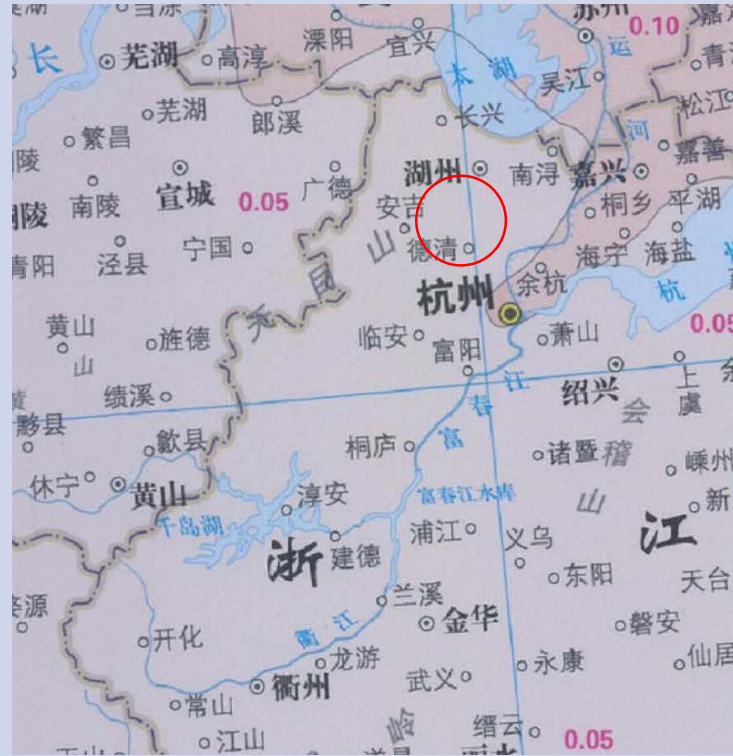 苏州
溧阳
宜兴
0.10
长
芜湖
高淳
太湖
吴江
运
芜湖
郎溪
长兴
松江
河
繁昌
湖州
南浔
嘉兴
嘉善
南陵
宣城
0.05
广德
安吉
桐乡
平湖
青阳
泾县
宁国
山
德清
海宁
海盐
目
天
杭州
余杭
杭
黄山
旌德
临安
富阳
萧山
0.05
山
绩溪
江
绍兴
上虞
黟县
歙县
桐庐
春
富
会
稽
山
诸暨
嵊州
休宁
黄山
淳安
富春江水库
新
千岛湖
浙
建德
浦江
义乌
江
东阳
天台
兰溪
开化
衢江
金华
磐安
龙游
永康
仙居
衢州
武义
常山
江山
缙云
0.05